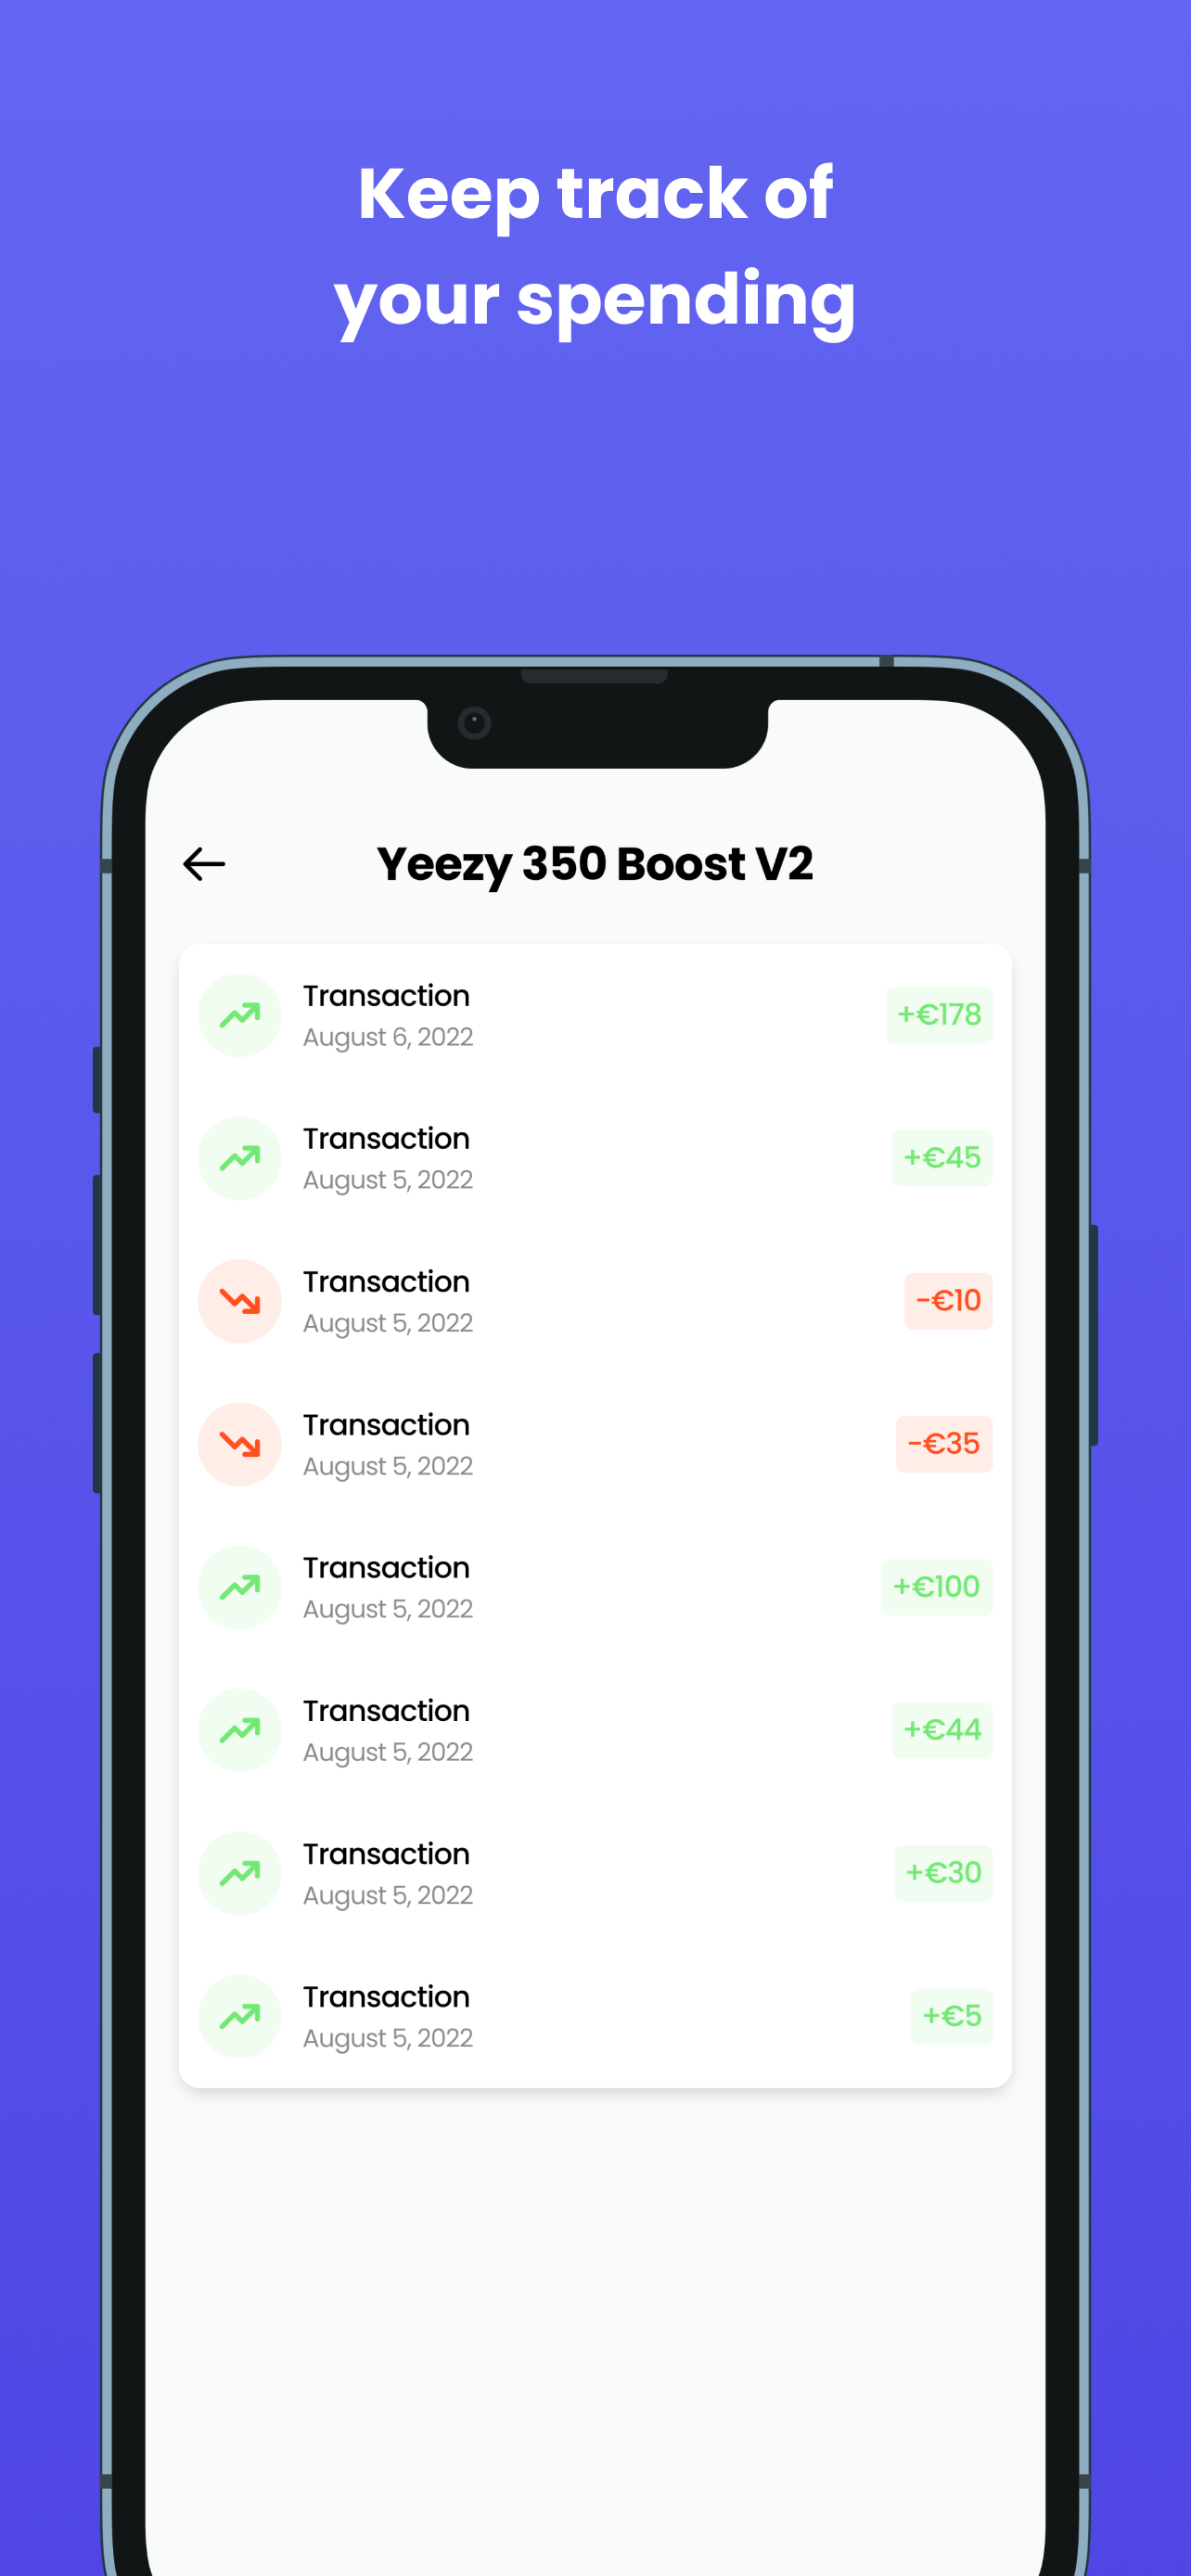 Keep track of
your spending
Yeezy 350 Boost V2
Transaction
August 6, 2022
+€178
Transaction
August 5, 2022
+€45
Transaction
August 5, 2022
-€10
Transaction
August 5, 2022
-€35
Transaction
August 5, 2022
+€100
Transaction
August 5, 2022
+€44
Transaction
August 5, 2022
+€30
Transaction
August 5, 2022
+€5